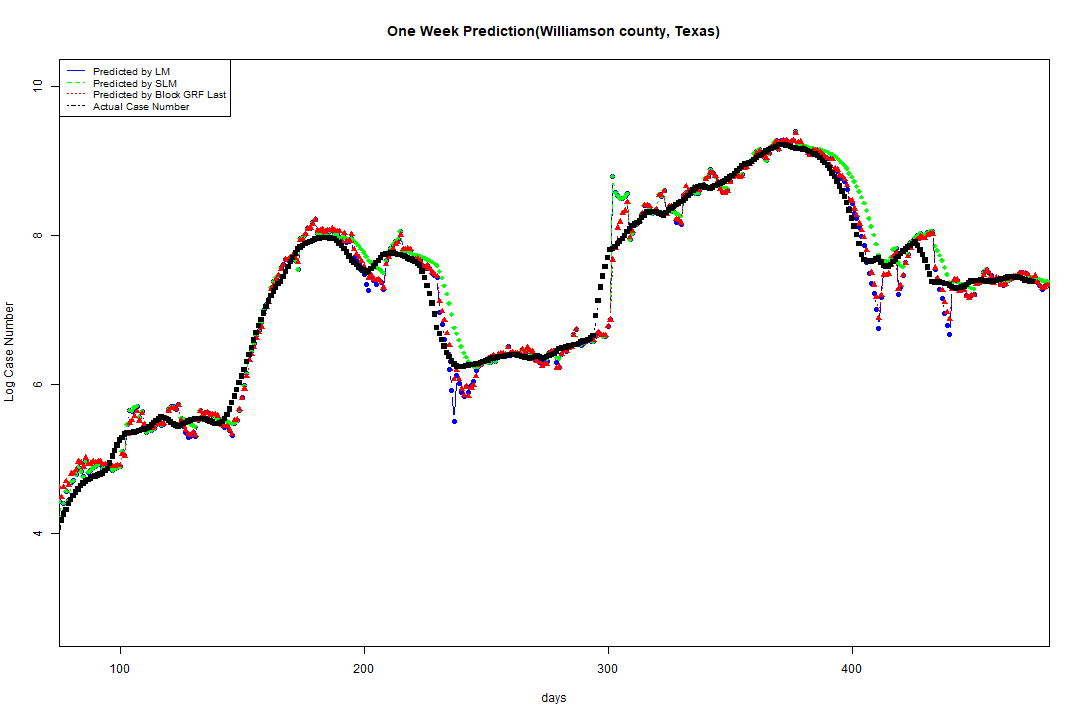 One Week Prediction(Williamson county, Texas)
Predicted by LM
Predicted by SLM
Predicted by Block GRF Last
Actual Case Number
10
8
6
4
Log Case Number
100 200 300 400
days